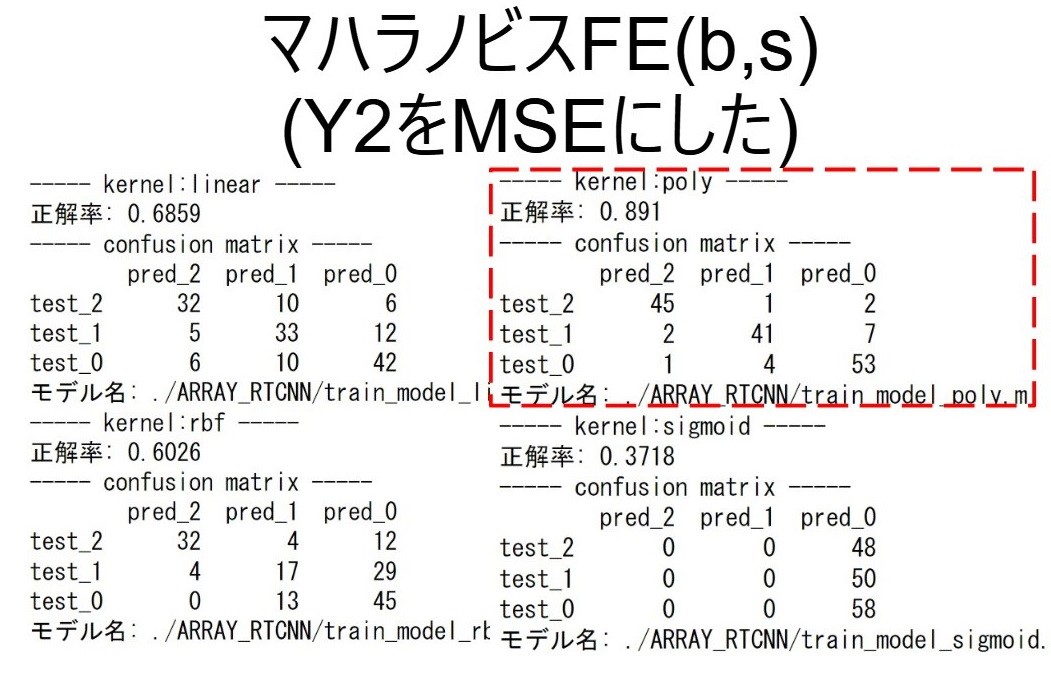 マハラノビスFE(b,s)
(Y2をMSEにした)
----- kernel:linear -----
正解率: 0.6859
----- confusion matrix -----
pred_2 pred_1 pred_0
test_2 32 10 6
test_1 5 33 12
test_0 6 10 42
モデル名: ./ARRAY_RTCNN/train_model_li
----- kernel:poly -----
正解率: 0.891
----- confusion matrix -----
pred_2 pred_1 pred_0
test_2 45 1 2
test_1 2 41 7
test_0 1 4 53
モデル名: ./ARRAY_RTCNN/train_model_poly.m
----- kernel:rbf -----
正解率: 0.6026
----- confusion matrix -----
pred_2 pred_1 pred_0
test_2 32 4 12
test_1 4 17 29
test_0 0 13 45
モデル名: ./ARRAY_RTCNN/train_model_rb
----- kernel:sigmoid -----
正解率: 0.3718
----- confusion matrix -----
pred_2 pred_1 pred_0
test_2 0 0 48
test_1 0 0 50
test_0 0 0 58
モデル名: ./ARRAY_RTCNN/train_model_sigmoid.